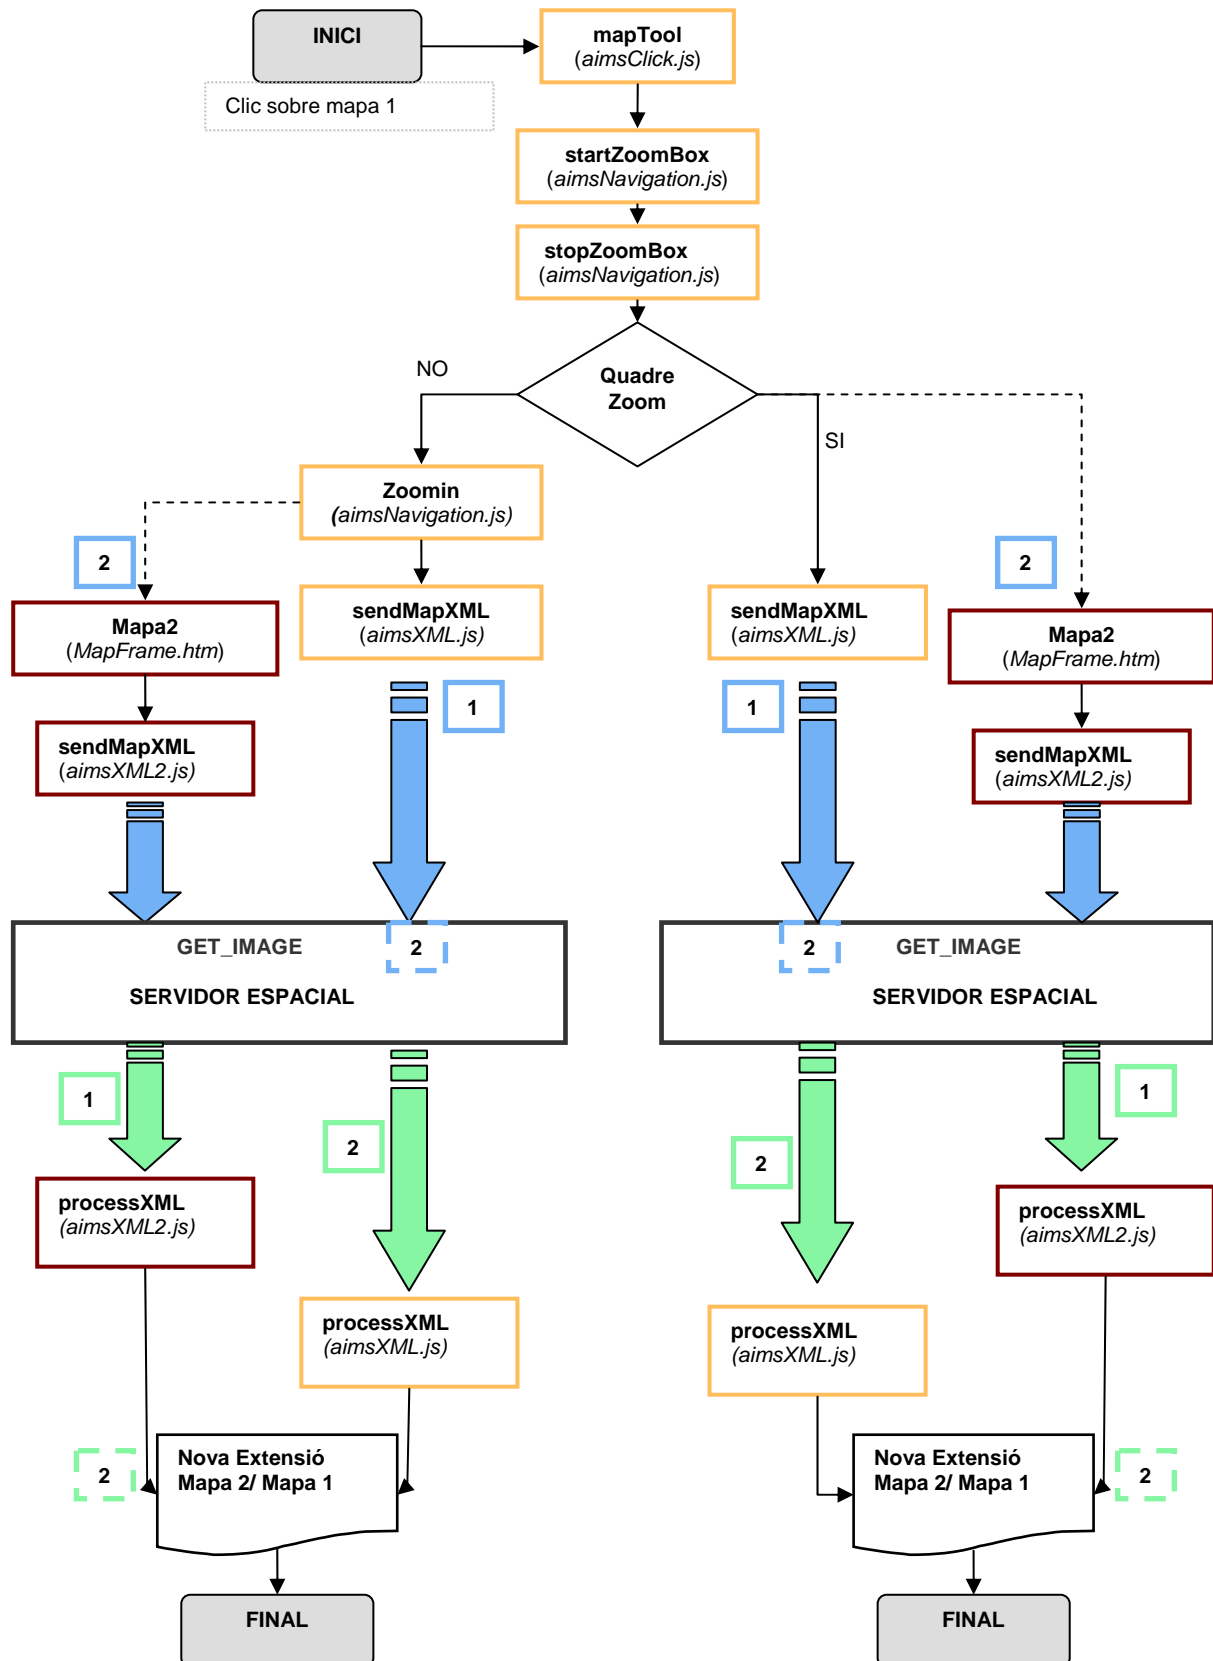 INICI
mapTool
(aimsClick.js)
Clic sobre mapa 1
startZoomBox
(aimsNavigation.js)
stopZoomBox
(aimsNavigation.js)
Quadre
Zoom
NO
SI
Zoomin
(aimsNavigation.js)
2
2
sendMapXML
(aimsXML.js)
sendMapXML
(aimsXML.js)
Mapa2
(MapFrame.htm)
Mapa2
(MapFrame.htm)
1
1
sendMapXML
(aimsXML2.js)
sendMapXML
(aimsXML2.js)
GET_IMAGE
2
SERVIDOR ESPACIAL
2
GET_IMAGE
SERVIDOR ESPACIAL
1
2
2
1
processXML
(aimsXML2.js)
processXML
(aimsXML2.js)
processXML
(aimsXML.js)
processXML
(aimsXML.js)
2
Nova Extensió
Mapa 2/ Mapa 1
Nova Extensió
Mapa 2/ Mapa 1
2
FINAL
FINAL